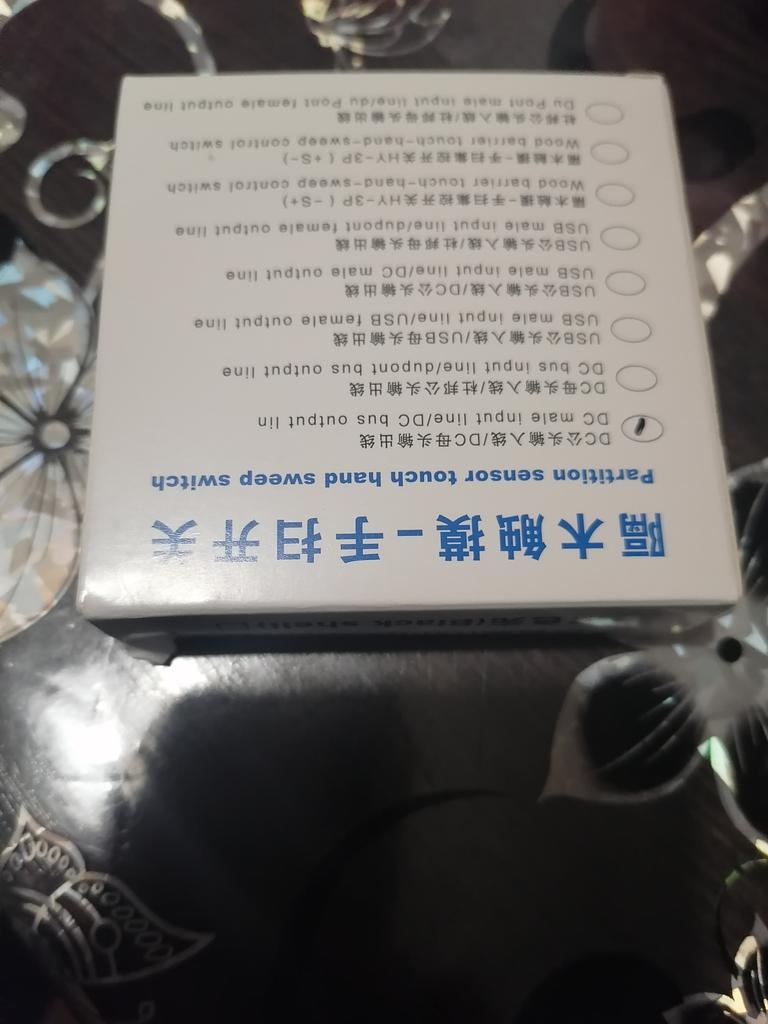 隔木触摸-手扫开关
Partition sensor touch hand sweep switch
DC公头输入线/DC母头输出线
DC male input line/DC bus output lin
DC母头输入线/杜邦公头输出线
DC bus input line/dupont bus output line
USB公头输入线/USB母头输出线
USB male input line/USB female output line
USB公头输入线/DC公头输出线
USB male input line/DC male output line
USB公头输入线/杜邦母头输出线
USB male input line/dupont female output line
隔木触摸-手扫集控开关HY-3P ( -S+)
Wood barrier touch-hand-sweep control switch
隔木触摸-手扫集控开关HY-3P ( +S-)
Wood barrier touch-hand-sweep control switch
杜邦公头输入线/杜邦母头输出线
Du Pont male input line/du Pont female output line
色壳(Black shell)